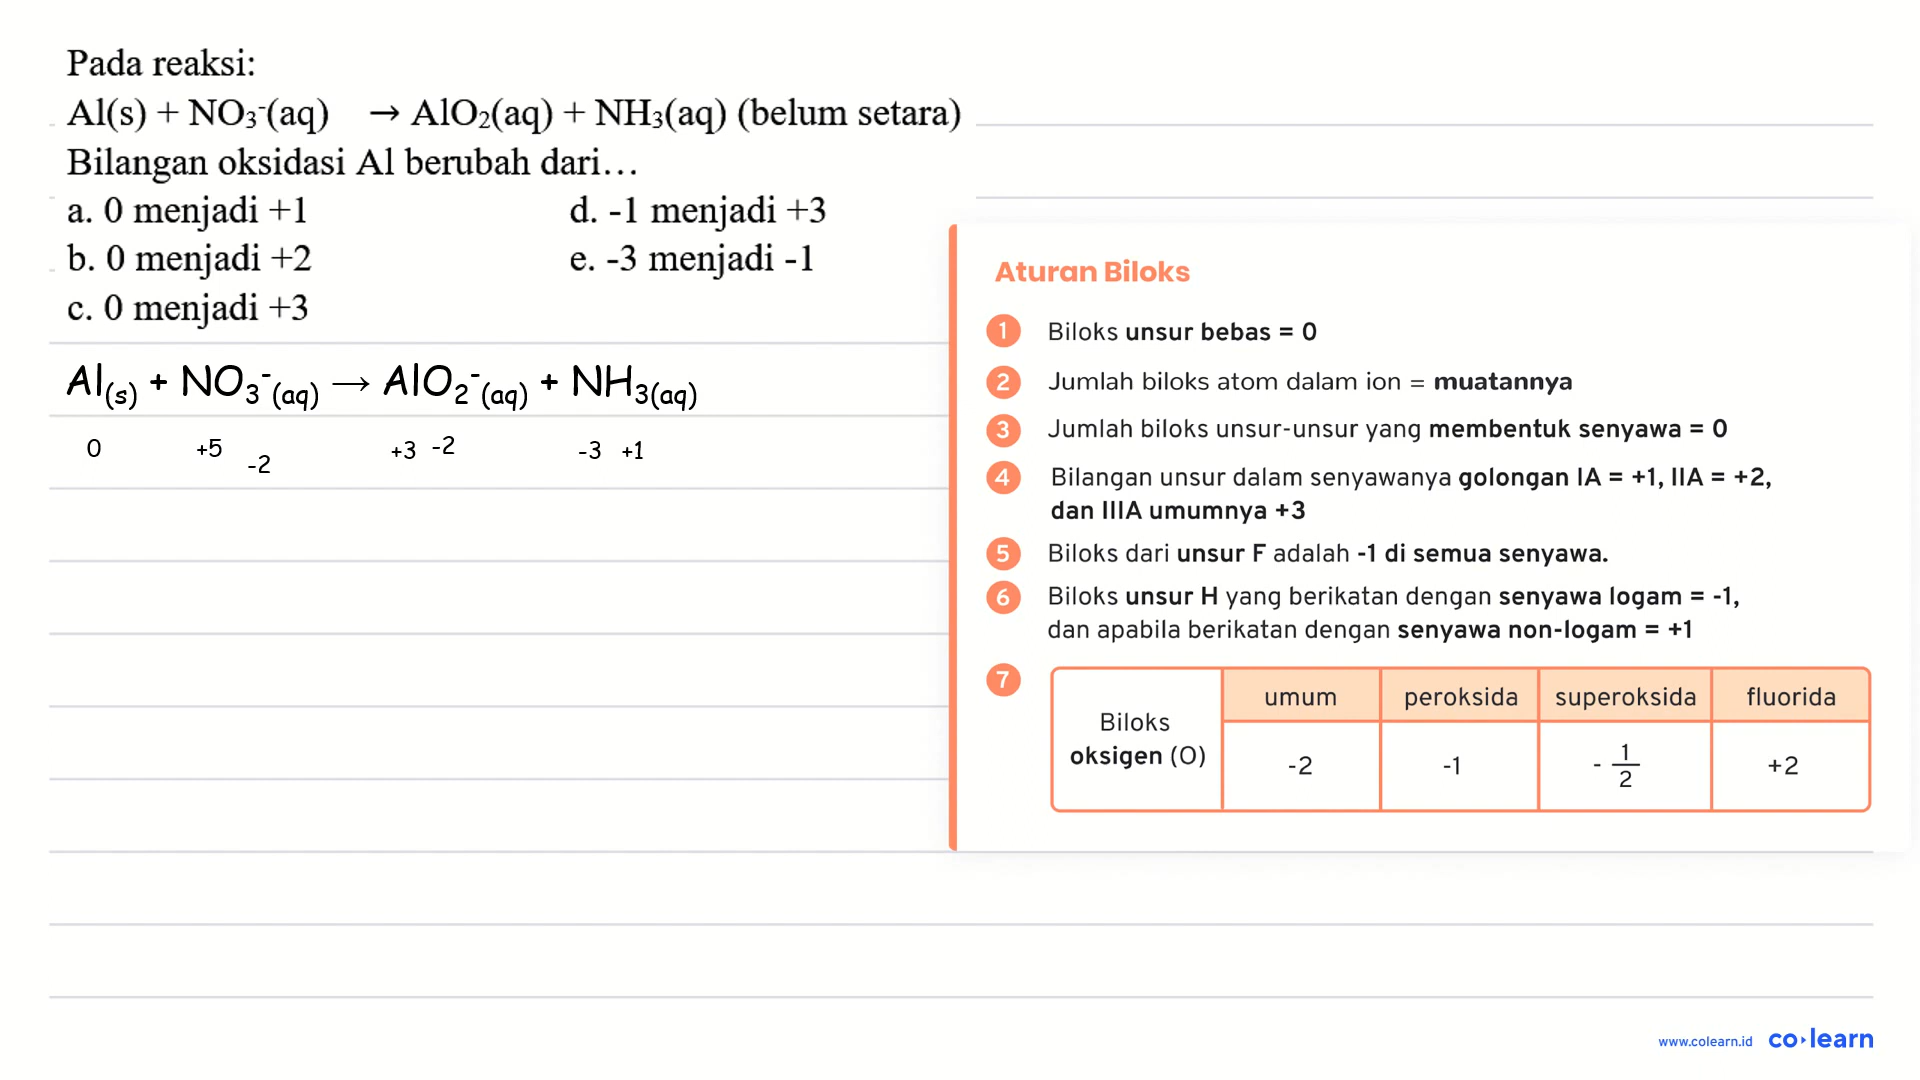 Pada reaksi:
Al(s) + NO₃⁻(aq) → AlO₂(aq) + NH₃(aq) (belum setara)
Bilangan oksidasi Al berubah dari...
a. 0 menjadi +1
b. 0 menjadi +2
c. 0 menjadi +3
d. -1 menjadi +3
e. -3 menjadi -1
Al₍s₎ + NO₃⁻(aq) → AlO₂⁻(aq) + NH₃(aq)
0 +5 -2 +3 -2 -3 +1
Aturan Biloks
1 Biloks unsur bebas = 0
2 Jumlah biloks atom dalam ion = muatannya
3 Jumlah biloks unsur-unsur yang membentuk senyawa = 0
4 Bilangan unsur dalam senyawanya golongan IA = +1, IIA = +2,
dan IIIA umumnya +3
5 Biloks dari unsur F adalah -1 di semua senyawa.
6 Biloks unsur H yang berikatan dengan senyawa logam = -1,
dan apabila berikatan dengan senyawa non-logam = +1
7
Biloks
oksigen (O)
umum peroksida superoksida fluorida
-2 -1 - 1/2 +2
www.colearn.id co learn